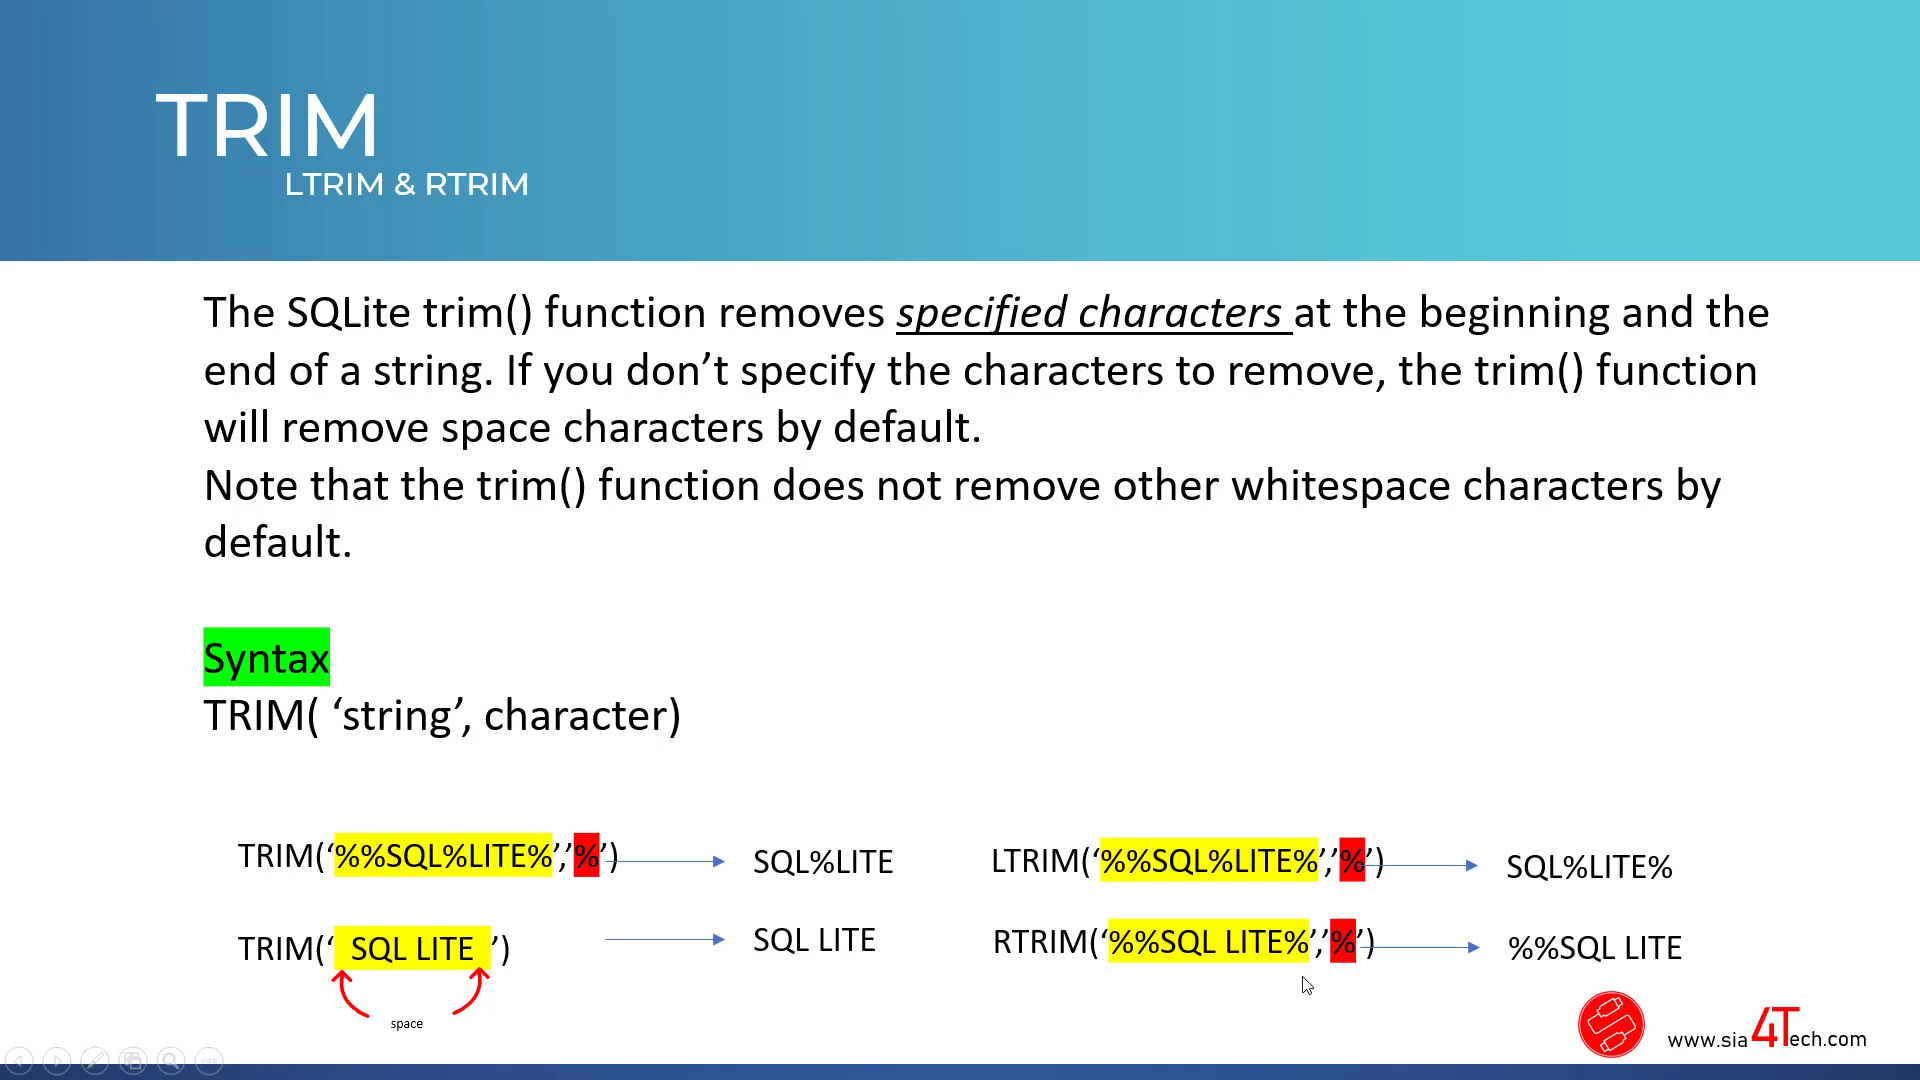 TRIM
LTRIM & RTRIM
The SQLite trim() function removes specified characters at the beginning and the
end of a string. If you don’t specify the characters to remove, the trim() function
will remove space characters by default.
Note that the trim() function does not remove other whitespace characters by
default.
Syntax
TRIM( ‘string’, character)
TRIM(‘%%SQL%LITE%’,’%’)
SQL%LITE
TRIM(‘ SQL LITE ’)
SQL LITE
space
LTRIM(‘%%SQL%LITE%’,’%’)
SQL%LITE%
RTRIM(‘%%SQL LITE%’,’%’)
%%SQL LITE
www.sia4Tech.com